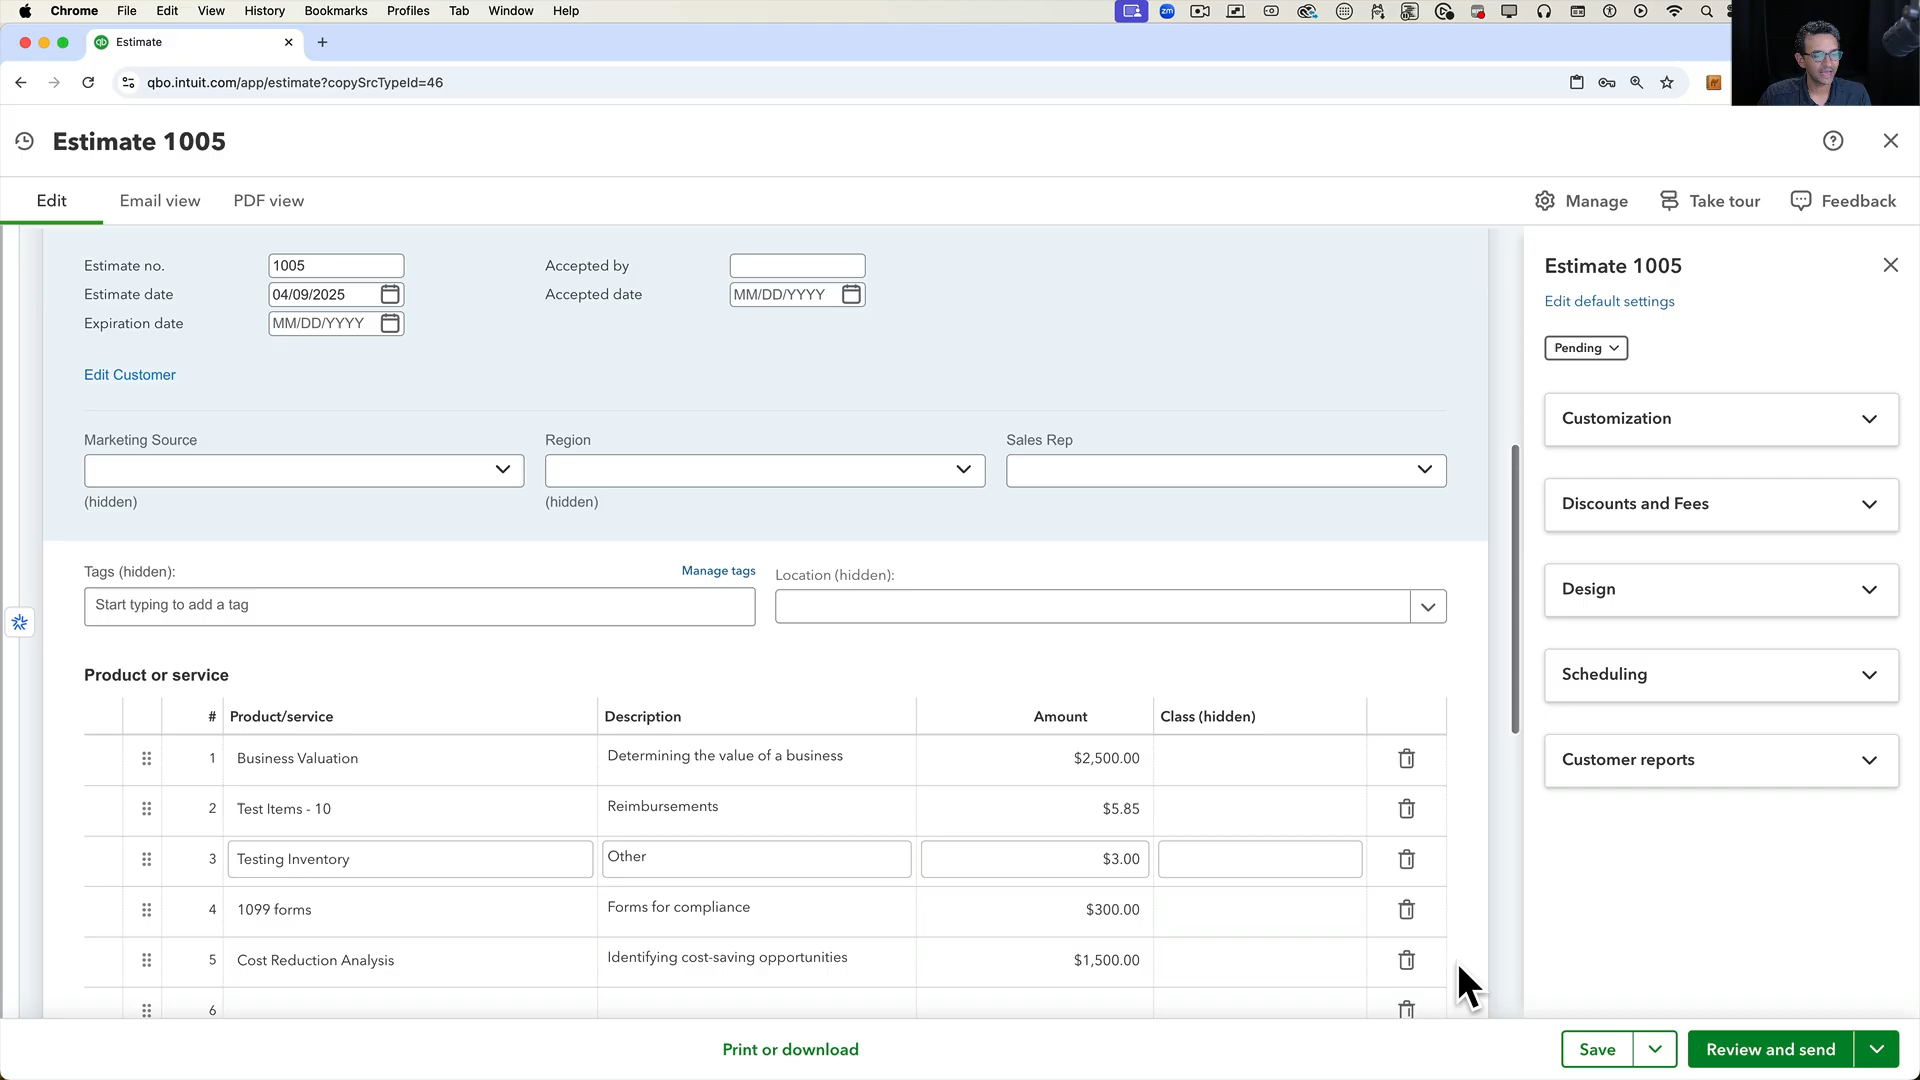 Chrome File Edit View History Bookmarks Profiles Tab Window Help
zm
qb Estimate
qbo.intuit.com/app/estimate?copySrcTypeId=46
Estimate 1005
Edit Email view PDF view Manage Take tour Feedback
Estimate no. 1005 Accepted by
Estimate date 04/09/2025 Accepted date MM/DD/YYYY
Expiration date MM/DD/YYYY
Edit Customer
Marketing Source Region Sales Rep
(hidden) (hidden)
Tags (hidden): Manage tags Location (hidden):
Start typing to add a tag
Product or service
# Product/service Description Amount Class (hidden)
1 Business Valuation Determining the value of a business $2,500.00
2 Test Items - 10 Reimbursements $5.85
3 Testing Inventory Other $3.00
4 1099 forms Forms for compliance $300.00
5 Cost Reduction Analysis Identifying cost-saving opportunities $1,500.00
6
Estimate 1005
Edit default settings
Pending
Customization
Discounts and Fees
Design
Scheduling
Customer reports
Print or download Save Review and send